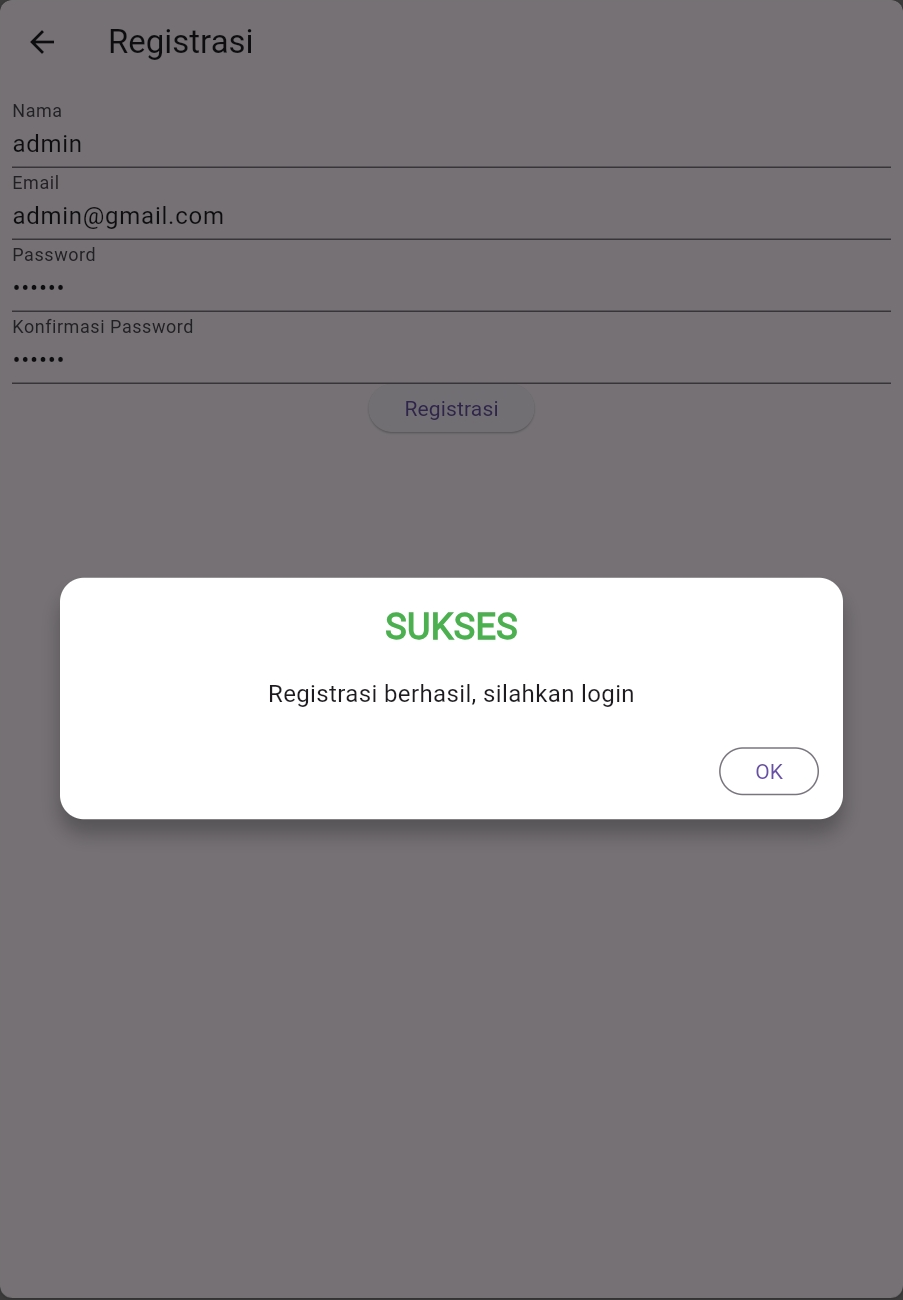 Registrasi
Nama
admin
Email
admin@gmail.com
Password
••••••
Konfirmasi Password
••••••
Registrasi
SUKSES
Registrasi berhasil, silahkan login
OK